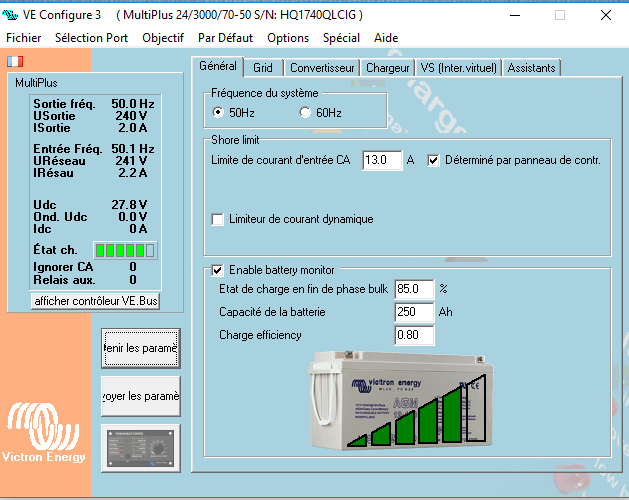 VE Configure 3 ( MultiPlus 24/3000/70-50 S/N: HQ1740QLCIG )
Fichier Sélection Port Objectif Par Défaut Options Spécial Aide
MultiPlus
Sortie fréq. 50.0 Hz
USortie 240 V
ISortie 2.0 A
Entrée Fréq. 50.1 Hz
URéseau 241 V
IRésau 2.2 A
Udc 27.8 V
Ond. Udc 0.0 V
Idc 0 A
État ch.
Ignorer CA 0
Relais aux. 0
afficher contrôleur VE.Bus
enir les paramè
oyer les paramè
Victron Energy
Général Grid Convertisseur Chargeur VS (Inter.virtuel) Assistants
Fréquence du système
50Hz 60Hz
Shore limit
Limite de courant d'entrée CA 13.0 A Déterminé par panneau de contr.
Limiteur de courant dynamique
Enable battery monitor
Etat de charge en fin de phase bulk 85.0 %
Capacité de la batterie 250 Ah
Charge efficiency 0.80
victron energy
BLUE POWER
AGM